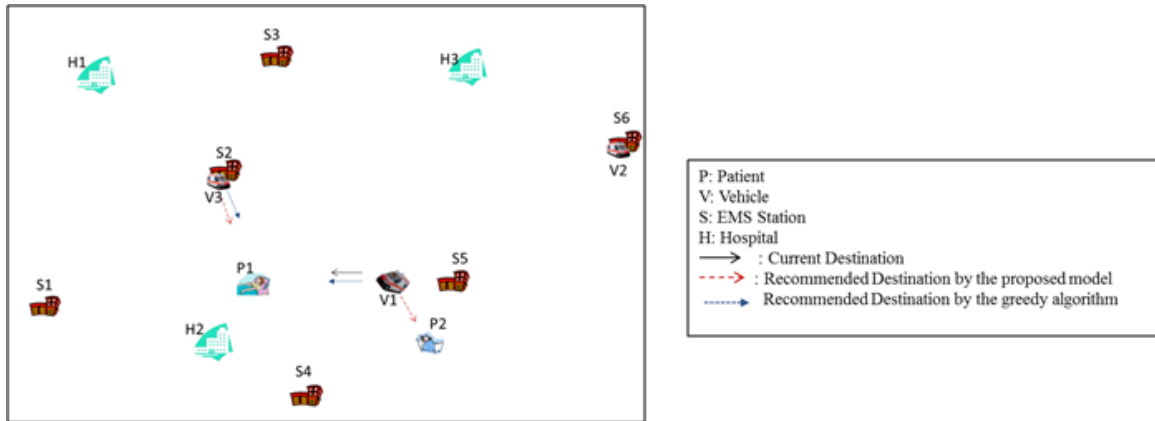 S3
H1
H3
S6
V2
S2
V3
P1
S5
V1
S1
P2
H2
S4
P: Patient
V: Vehicle
S: EMS Station
H: Hospital
: Current Destination
: Recommended Destination by the proposed model
Recommended Destination by the greedy algorithm